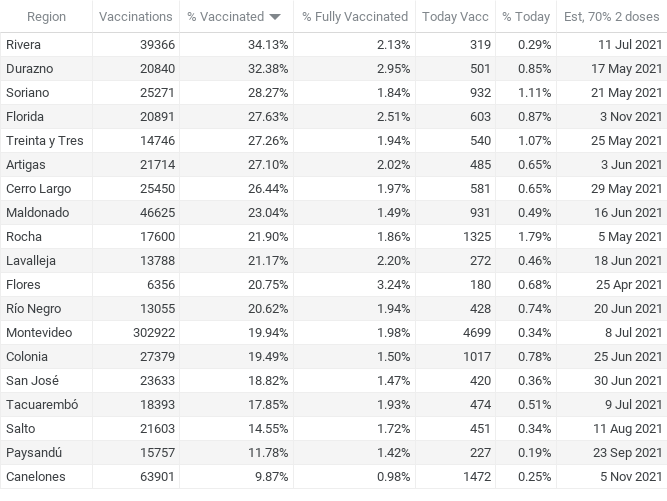 Region Vaccinations % Vaccinated % Fully Vaccinated Today Vacc % Today Est, 70% 2 doses
Rivera 39366 34.13% 2.13% 319 0.29% 11 Jul 2021
Durazno 20840 32.38% 2.95% 501 0.85% 17 May 2021
Soriano 25271 28.27% 1.84% 932 1.11% 21 May 2021
Florida 20891 27.63% 2.51% 603 0.87% 3 Nov 2021
Treinta y Tres 14746 27.26% 1.94% 540 1.07% 25 May 2021
Artigas 21714 27.10% 2.02% 485 0.65% 3 Jun 2021
Cerro Largo 25450 26.44% 1.97% 581 0.65% 29 May 2021
Maldonado 46625 23.04% 1.49% 931 0.49% 16 Jun 2021
Rocha 17600 21.90% 1.86% 1325 1.79% 5 May 2021
Lavalleja 13788 21.17% 2.20% 272 0.46% 18 Jun 2021
Flores 6356 20.75% 3.24% 180 0.68% 25 Apr 2021
Río Negro 13055 20.62% 1.94% 428 0.74% 20 Jun 2021
Montevideo 302922 19.94% 1.98% 4699 0.34% 8 Jul 2021
Colonia 27379 19.49% 1.50% 1017 0.78% 25 Jun 2021
San José 23633 18.82% 1.47% 420 0.36% 30 Jun 2021
Tacuarembó 18393 17.85% 1.93% 474 0.51% 9 Jul 2021
Salto 21603 14.55% 1.72% 451 0.34% 11 Aug 2021
Paysandú 15757 11.78% 1.42% 227 0.19% 23 Sep 2021
Canelones 63901 9.87% 0.98% 1472 0.25% 5 Nov 2021